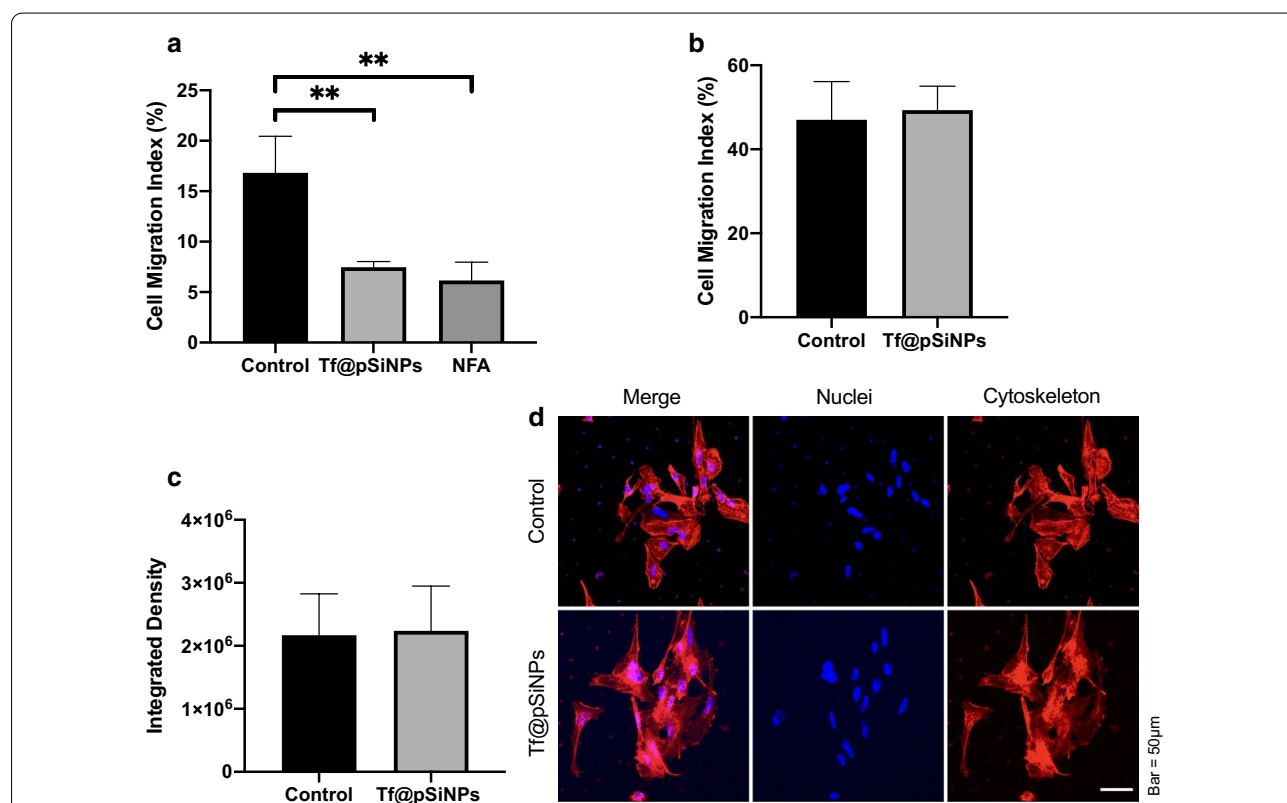 a
**
**
Cell Migration Index (%)
25
20
15
10
5
0
Control Tf@pSiNPs NFA
b
Cell Migration Index (%)
60
40
20
0
Control Tf@pSiNPs
c
Integrated Density
4×10⁶
3×10⁶
2×10⁶
1×10⁶
0
Control Tf@pSiNPs
d
Merge Nuclei Cytoskeleton
Control
Tf@pSiNPs
Bar = 50µm